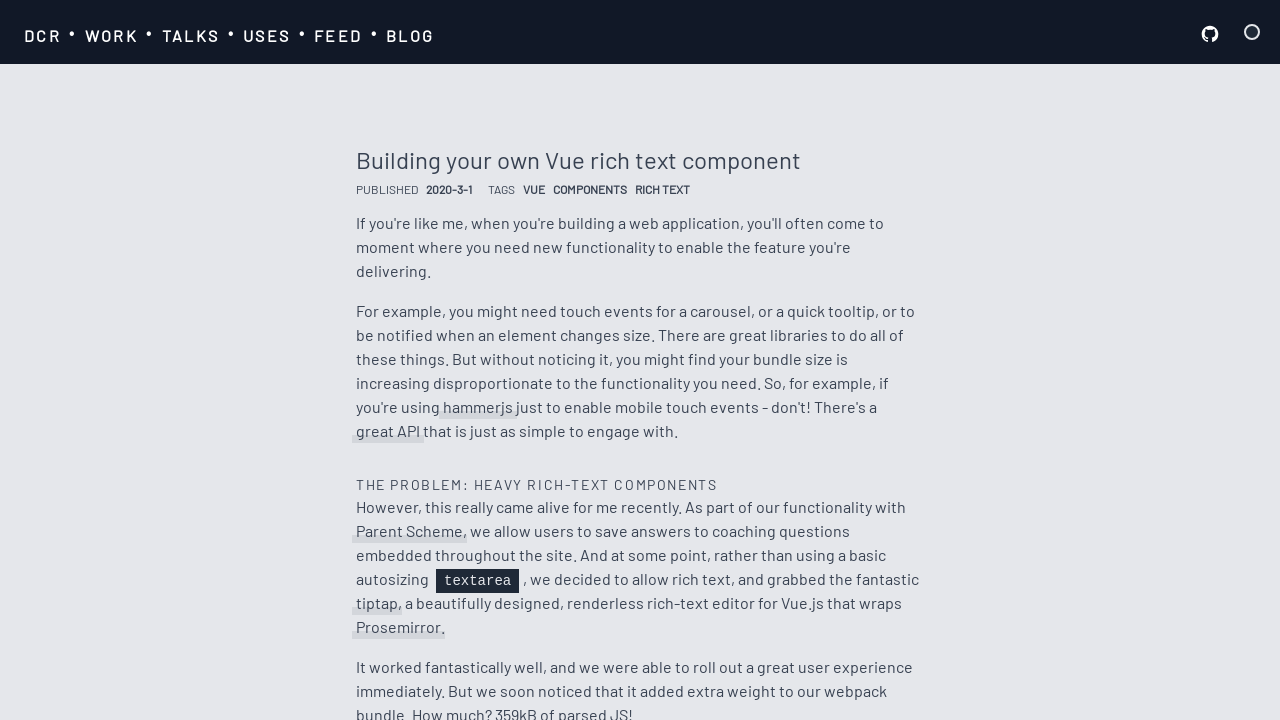 DCR • WORK • TALKS • USES • FEED • BLOG
Building your own Vue rich text component
PUBLISHED 2020-3-1 TAGS VUE COMPONENTS RICH TEXT
If you're like me, when you're building a web application, you'll often come to
moment where you need new functionality to enable the feature you're
delivering.
For example, you might need touch events for a carousel, or a quick tooltip, or to
be notified when an element changes size. There are great libraries to do all of
these things. But without noticing it, you might find your bundle size is
increasing disproportionate to the functionality you need. So, for example, if
you're using hammerjs just to enable mobile touch events - don't! There's a
great API that is just as simple to engage with.
THE PROBLEM: HEAVY RICH-TEXT COMPONENTS
However, this really came alive for me recently. As part of our functionality with
Parent Scheme, we allow users to save answers to coaching questions
embedded throughout the site. And at some point, rather than using a basic
autosizing textarea , we decided to allow rich text, and grabbed the fantastic
tiptap, a beautifully designed, renderless rich-text editor for Vue.js that wraps
Prosemirror.
It worked fantastically well, and we were able to roll out a great user experience
immediately. But we soon noticed that it added extra weight to our webpack
bundle. How much? 359kB of parsed JS!